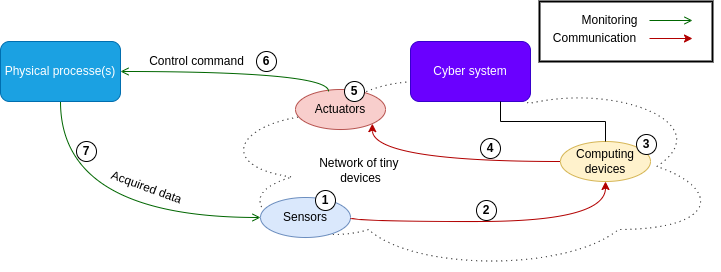 Monitoring
Communication
Control command
6
Physical processe(s)
Cyber system
5
Actuators
7
4
3
Computing
devices
Network of tiny
devices
Acquired data
1
Sensors
2